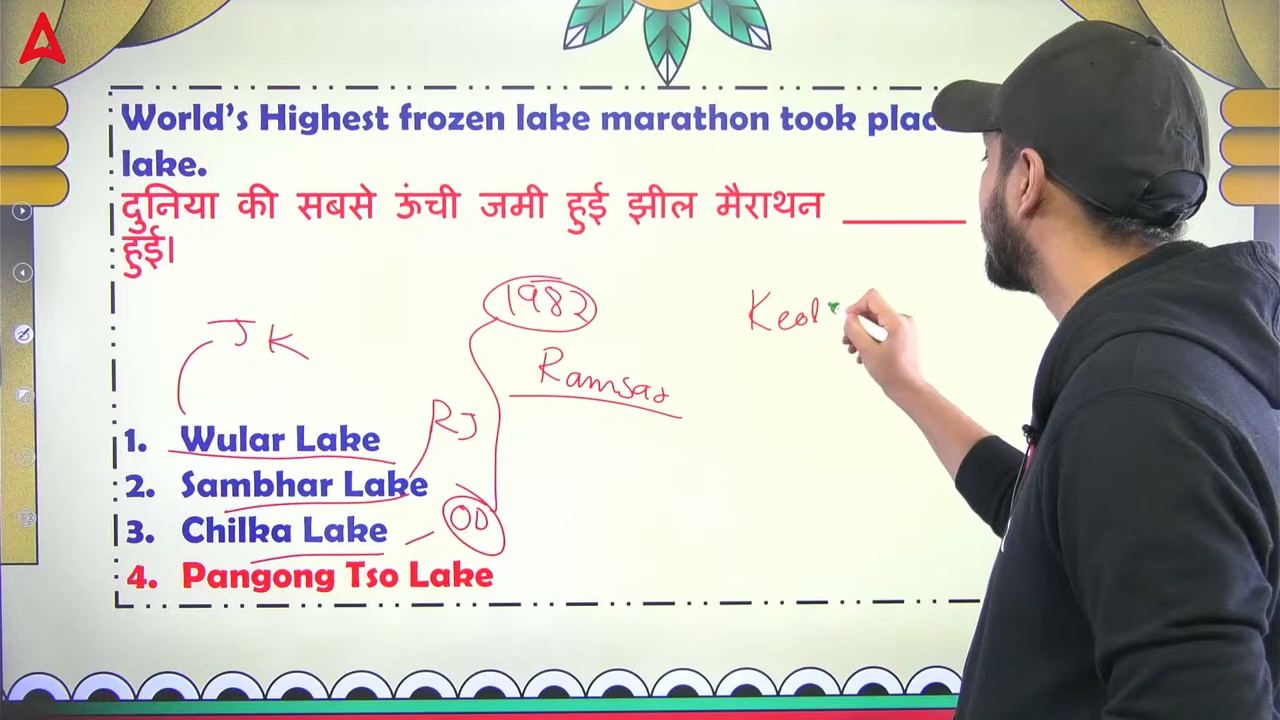 World's Highest frozen lake marathon took plac
lake.
दुनिया की सबसे ऊंची जमी हुई झील मैराथन ______
हुई।
1982
JK
Ramsar
Keol
RJ
1. Wular Lake
2. Sambhar Lake
3. Chilka Lake
OD
4. Pangong Tso Lake